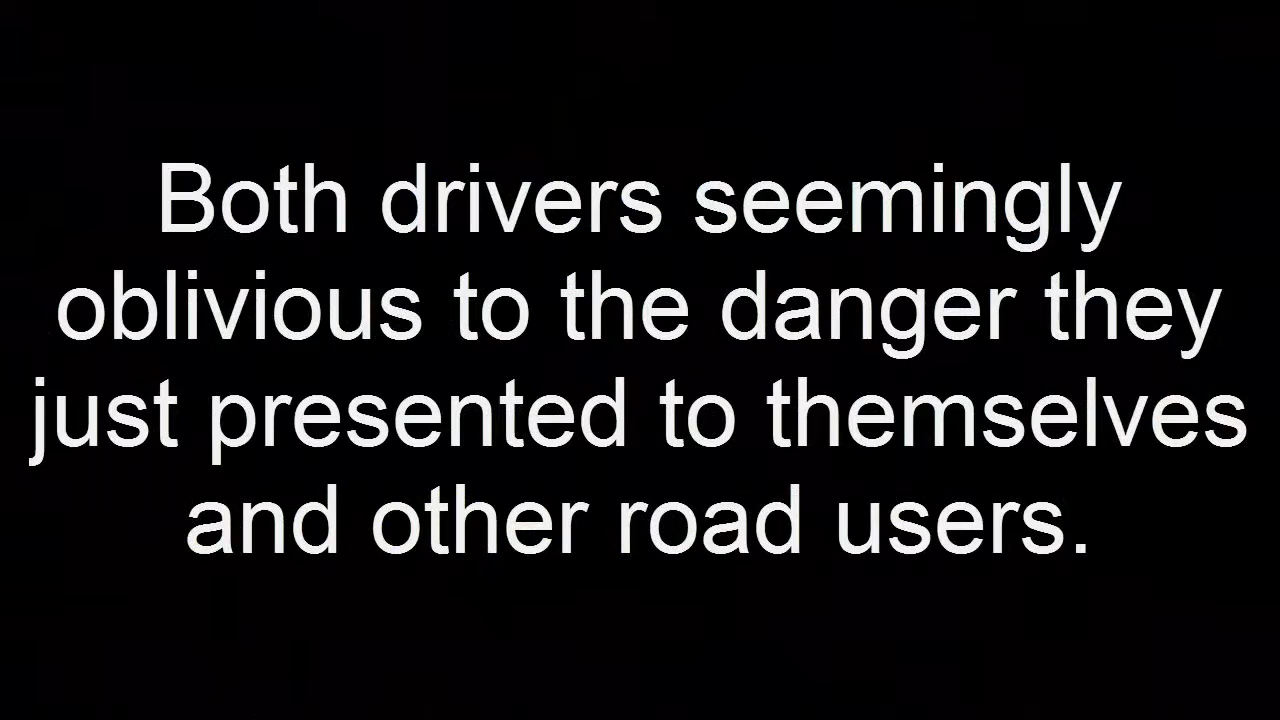 Both drivers seemingly
oblivious to the danger they
just presented to themselves
and other road users.